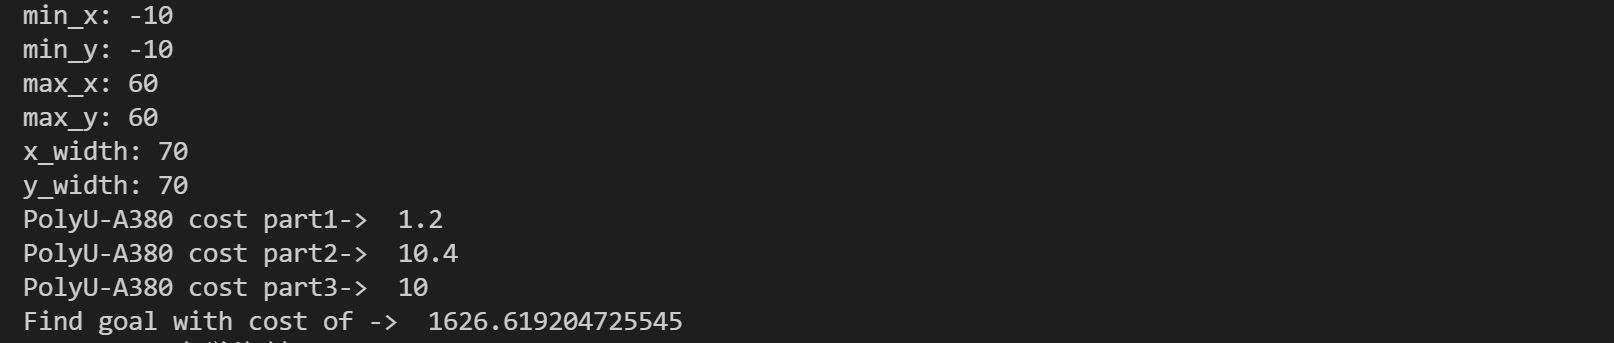 min_x: -10
min_y: -10
max_x: 60
max_y: 60
x_width: 70
y_width: 70
PolyU-A380 cost part1->  1.2
PolyU-A380 cost part2->  10.4
PolyU-A380 cost part3->  10
Find goal with cost of ->  1626.619204725545